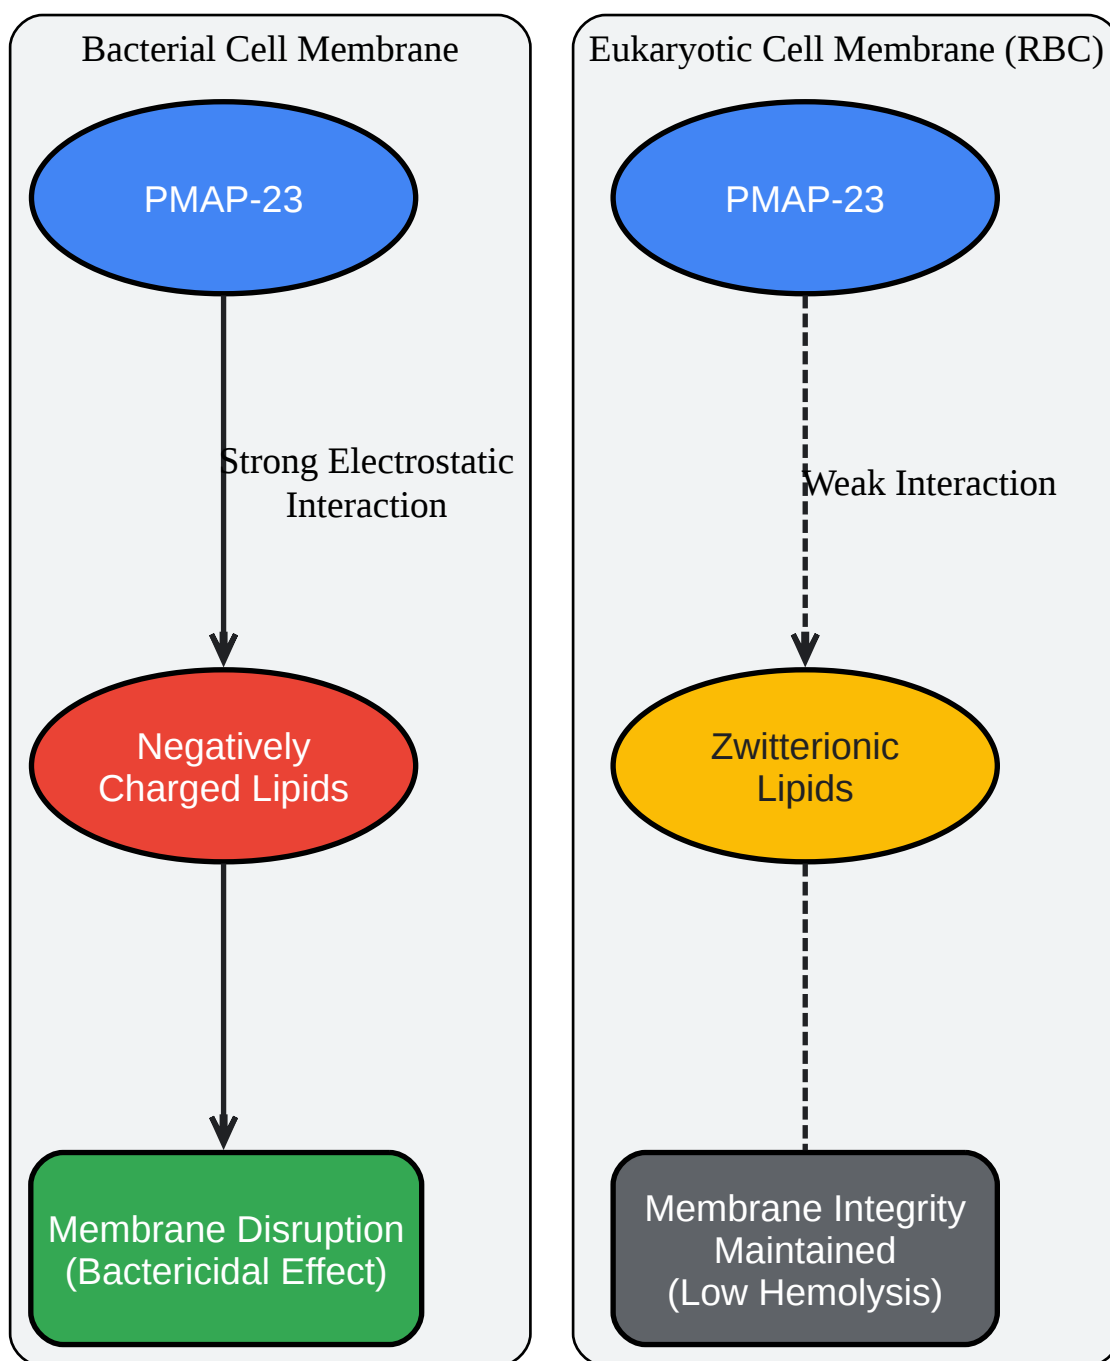 Bacterial Cell Membrane
PMAP-23
Strong Electrostatic
Interaction
Negatively
Charged Lipids
Membrane Disruption
(Bactericidal Effect)
Eukaryotic Cell Membrane (RBC)
PMAP-23
Weak Interaction
Zwitterionic
Lipids
Membrane Integrity
Maintained
(Low Hemolysis)